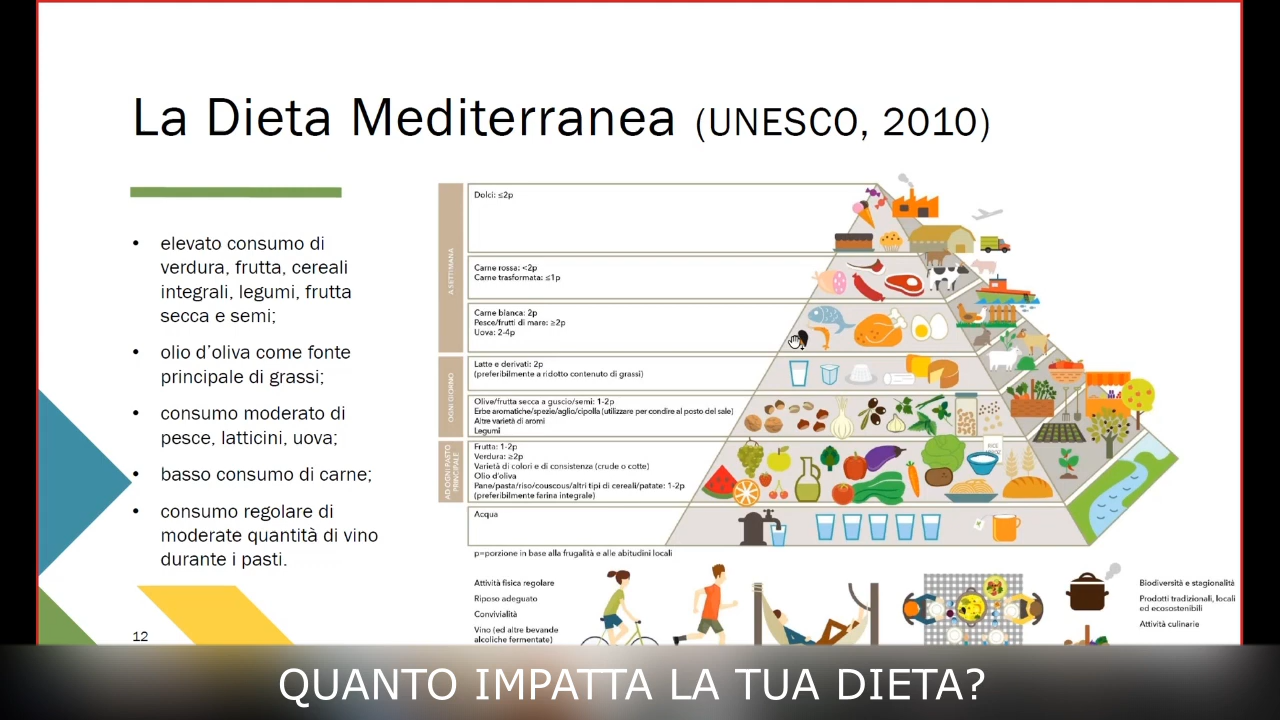 La Dieta Mediterranea (UNESCO, 2010)
• elevato consumo di
verdura, frutta, cereali
integrali, legumi, frutta
secca e semi;
• olio d'oliva come fonte
principale di grassi;
• consumo moderato di
pesce, latticini, uova;
• basso consumo di carne;
• consumo regolare di
moderate quantità di vino
durante i pasti.
12
A SETTIMANA
Dolci: ≤2p
Carne rossa: <2p
Carne trasformata: ≤1p
Carne bianca: 2p
Pesce/frutti di mare: ≥2p
Uova: 2-4p
OGNI GIORNO
Latte e derivati: 2p
(preferibilmente a ridotto contenuto di grassi)
Olive/frutta secca a guscio/semi: 1-2p
Erbe aromatiche/spezie/aglio/cipolla (utilizzare per condire al posto del sale)
Altre varietà di aromi
Legumi
AD OGNI PASTO
PRINCIPALE
Frutta: 1-2p
Verdura: ≥2p
Varietà di colori e di consistenza (crude o cotte)
Olio d'oliva
Pane/pasta/riso/couscous/altri tipi di cereali/patate: 1-2p
(preferibilmente farina integrale)
RICE
Acqua
p=porzione in base alla frugalità e alle abitudini locali
Attività fisica regolare
Riposo adeguato
Convivialità
Vino (ed altre bevande
alcoliche fermentate)
Biodiversità e stagionalità
Prodotti tradizionali, locali
ed ecosostenibili
Attività culinarie
QUANTO IMPATTA LA TUA DIETA?